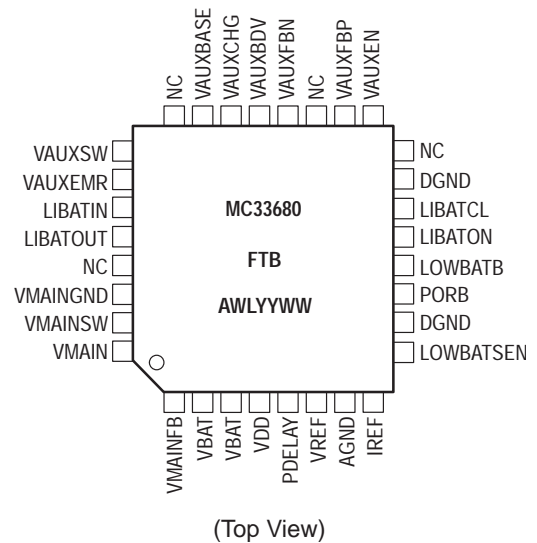 NC
VAUXBASE
VAUXCHG
VAUXBDV
VAUXFBN
NC
VAUXFBP
VAUXEN
VAUXSW
VAUXEMR
LIBATIN
LIBATOUT
NC
VMAINGND
VMAINSW
VMAIN
MC33680
FTB
AWLYYWW
NC
DGND
LIBATCL
LIBATON
LOWBATB
PORB
DGND
LOWBATSEN
VMAINFB
VBAT
VBAT
VDD
PDELAY
VREF
AGND
IREF
(Top View)